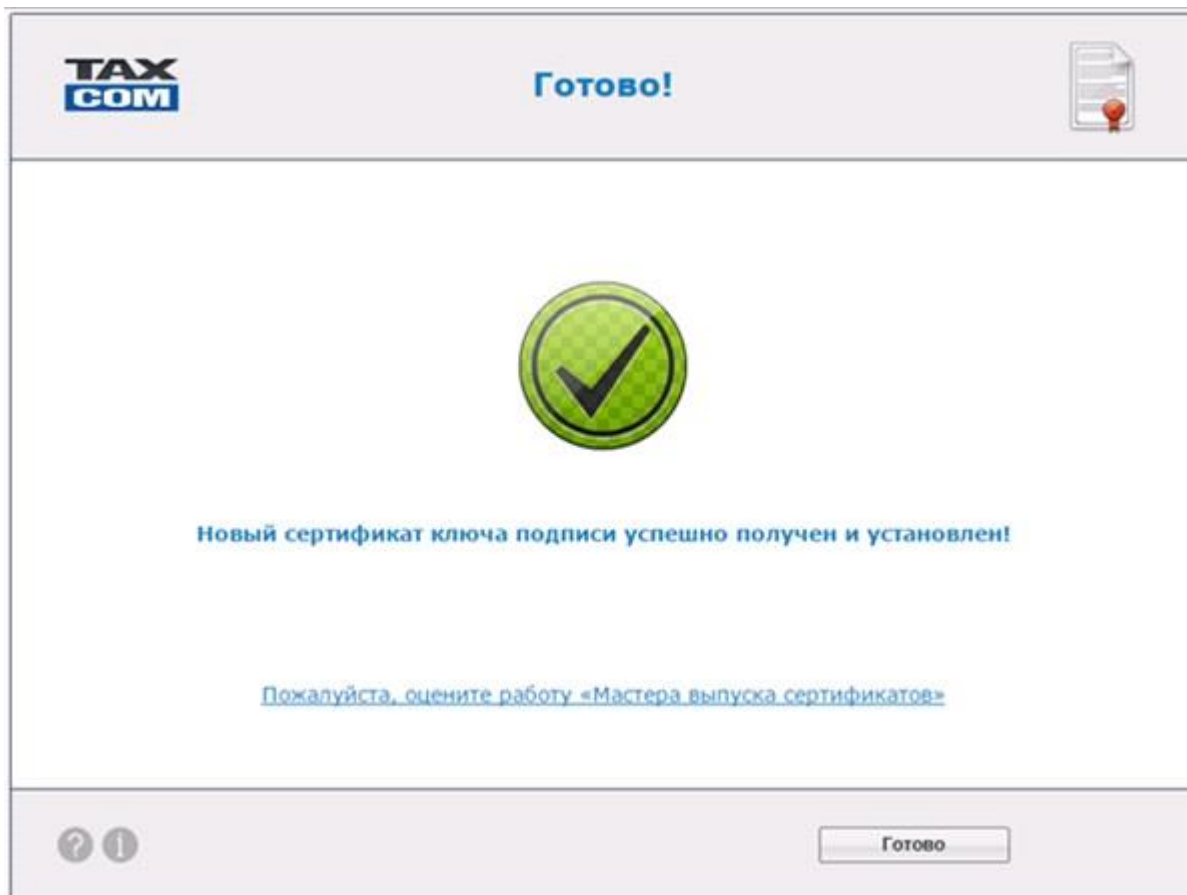 TAX
COM
Готово!
Новый сертификат ключа подписи успешно получен и установлен!
Пожалуйста, оцените работу «Мастера выпуска сертификатов»
Готово